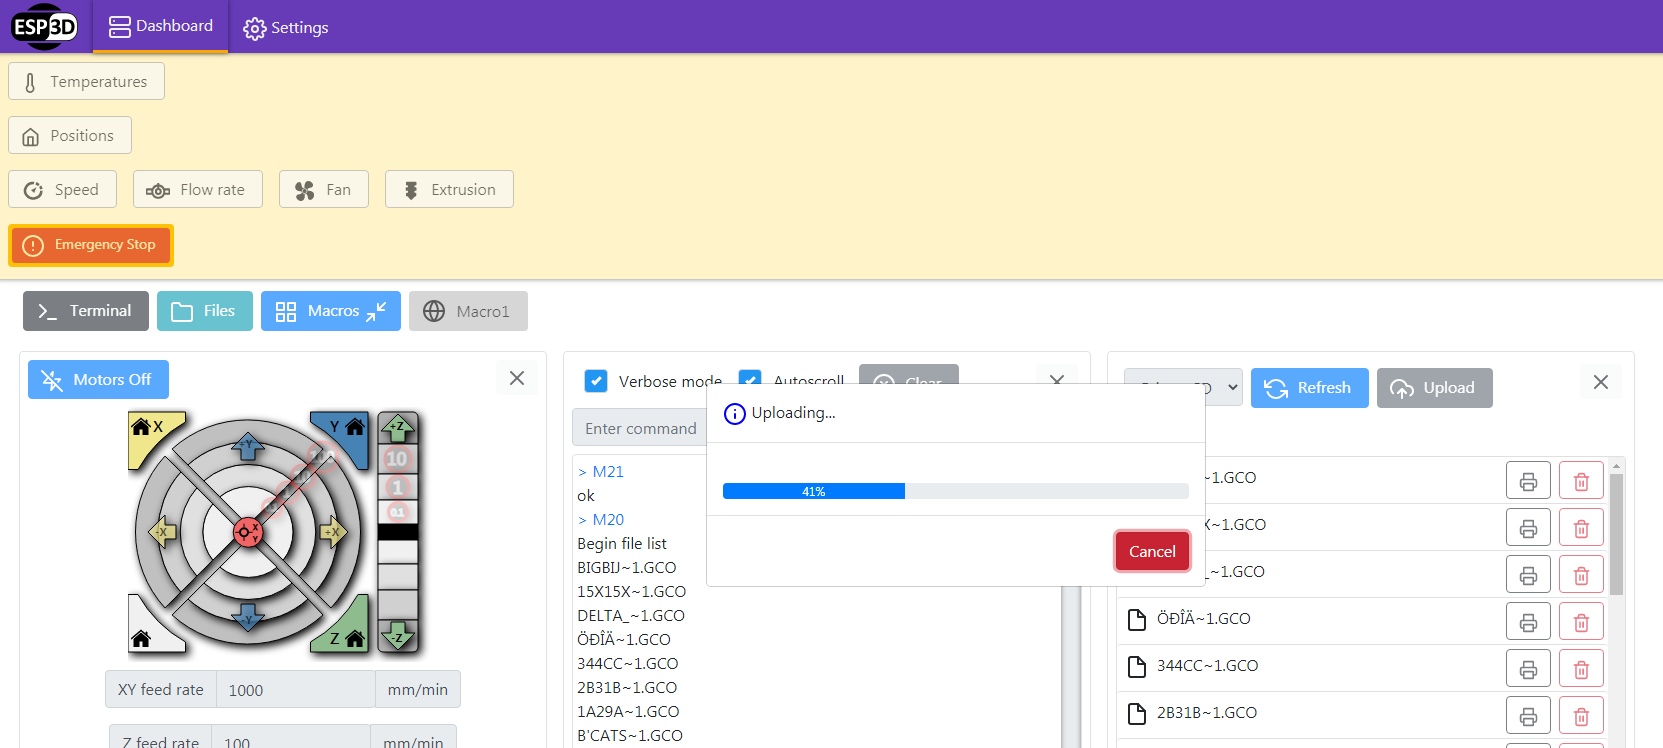 ESP3D
Dashboard
Settings
Temperatures
Positions
Speed
Flow rate
Fan
Extrusion
Emergency Stop
Terminal
Files
Macros
Macro1
Motors Off
X
Y
+Y
-X
+X
X
Y
-Y
Z
+Z
10
1
0.1
-Z
XY feed rate
1000
mm/min
Z feed rate
100
mm/min
Verbose mode
Autoscroll
Clear
Enter command
> M21
ok
> M20
Begin file list
BIGBIJ~1.GCO
15X15X~1.GCO
DELTA_~1.GCO
ÖÐÎÄ~1.GCO
344CC~1.GCO
2B31B~1.GCO
1A29A~1.GCO
B'CATS~1.GCO
Uploading...
41%
Cancel
Refresh
Upload
~1.GCO
X~1.GCO
_~1.GCO
ÖÐÎÄ~1.GCO
344CC~1.GCO
2B31B~1.GCO